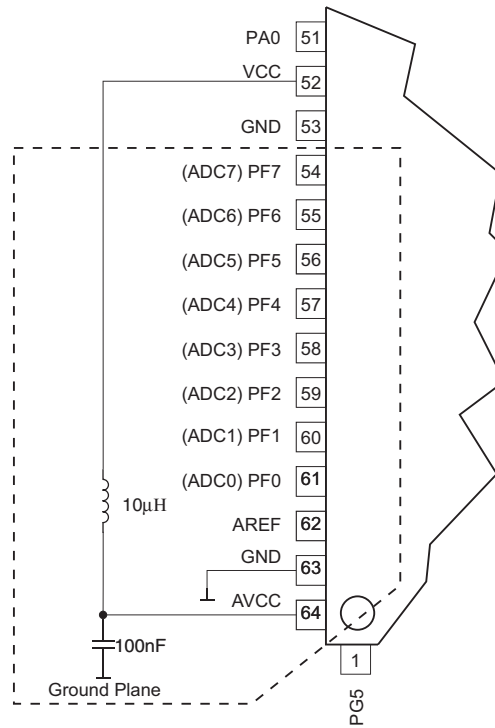 PA0 51
VCC 52
GND 53
(ADC7) PF7 54
(ADC6) PF6 55
(ADC5) PF5 56
(ADC4) PF4 57
(ADC3) PF3 58
(ADC2) PF2 59
(ADC1) PF1 60
(ADC0) PF0 61
10μH
AREF 62
GND 63
AVCC 64
100nF
Ground Plane
1
PG5